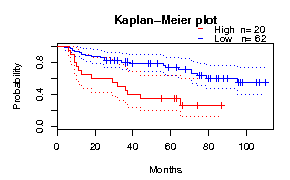 Kaplan−Meier plot
High n= 20
Low n= 62
Probability
0.8
0.4
0.0
0 20 40 60 80 100
Months